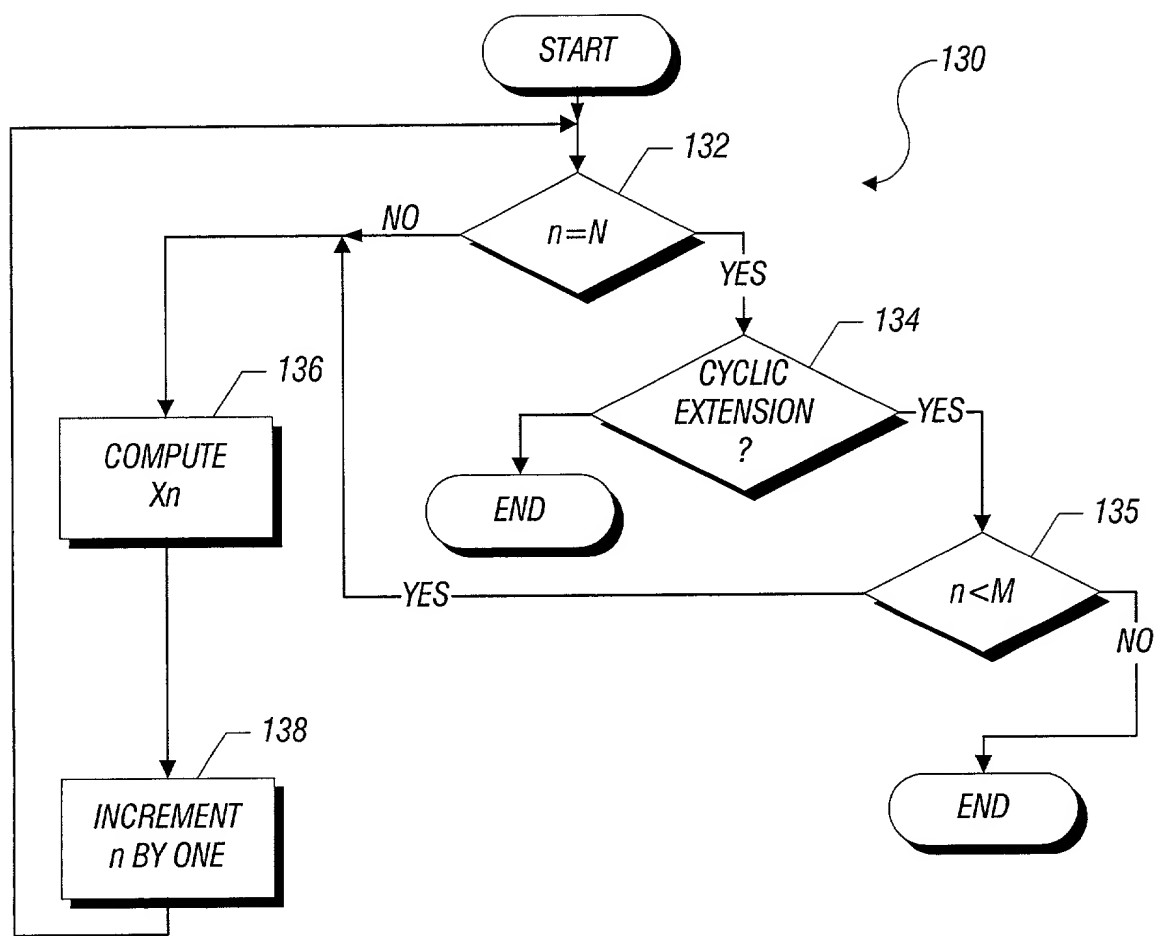 START
130
132
n=N
NO
YES
134
CYCLIC
EXTENSION
?
YES
136
COMPUTE
Xn
END
135
n<M
YES
NO
138
INCREMENT
n BY ONE
END